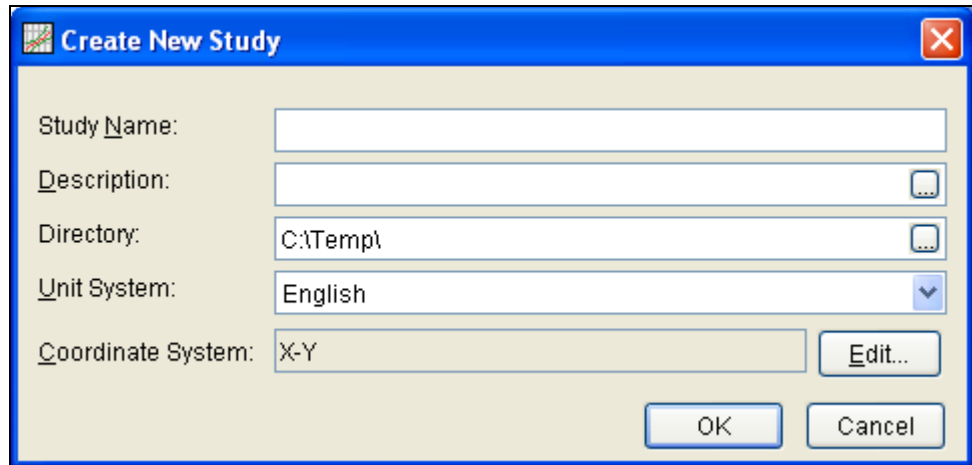 Create New Study
Study Name:
Description:
...
Directory:
C:\Temp\
...
Unit System:
English
Coordinate System:
X-Y
Edit...
OK
Cancel